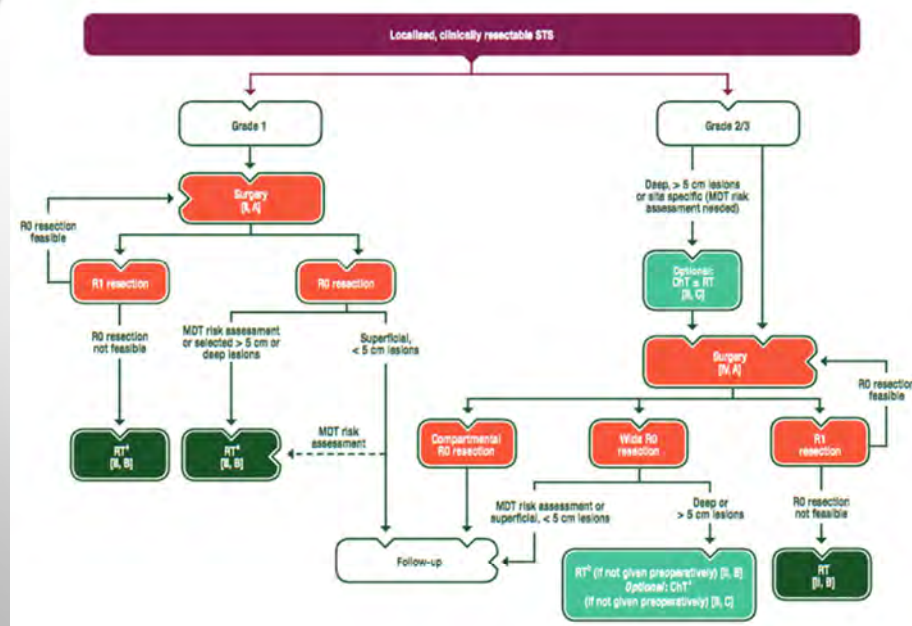 Localised, clinically resectable STS
Grade 1
Grade 2/3
Surgery
[II, A]
Deep, > 5 cm lesions
or site specific (MDT risk
assessment needed)
R0 resection
feasible
Optional:
ChT ± RT
[II, C]
R1 resection
R0 resection
R0 resection
not feasible
MDT risk assessment
or selected > 5 cm or
deep lesions
Superficial,
< 5 cm lesions
Surgery
[IV, A]
R0 resection
feasible
RTª
[II, B]
RTª
[II, B]
MDT risk
assessment
Compartmental
R0 resection
Wide R0
resection
R1
resection
MDT risk assessment or
superficial, < 5 cm lesions
Deep or
> 5 cm lesions
R0 resection
not feasible
Follow-up
RTᵇ (if not given preoperatively) [II, B]
Optional: ChT
(if not given preoperatively) [II, C]
RT
[II, B]